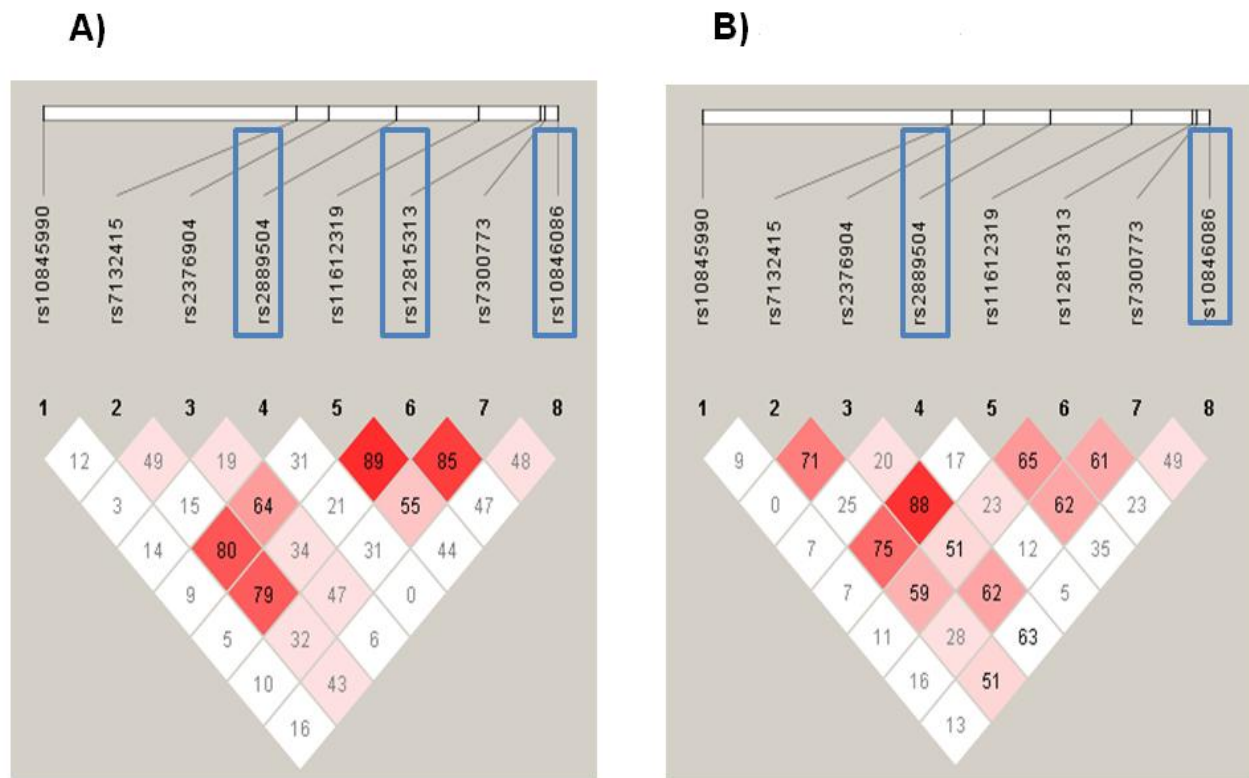 A)
rs10845990
rs7132415
rs2376904
rs2889504
rs11612319
rs12815313
rs7300773
rs10846086
1 2 3 4 5 6 7 8
12 49 19 31 89 85 48
3 15 64 21 55 47
14 80 34 31 44
9 79 47 0
5 32 6
10 43
16
B)
rs10845990
rs7132415
rs2376904
rs2889504
rs11612319
rs12815313
rs7300773
rs10846086
1 2 3 4 5 6 7 8
9 71 20 17 65 61 49
0 25 88 23 62 23
7 75 51 12 35
7 59 62 5
11 28 63
16 51
13